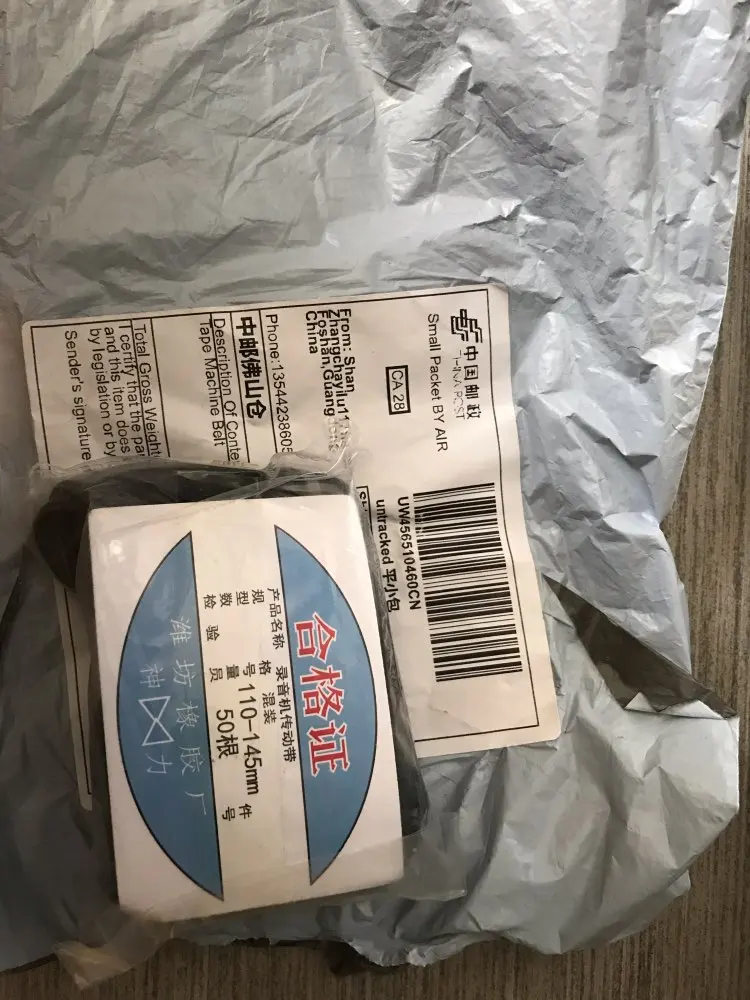 中国邮政
CHINA POST
Small Packet BY AIR
CA 28
UW456510460CN
untracked 平小包
From: Shan
Zhangchayilu11
Foshan,Guang
China
Phone:13544238605
中邮佛山仓
Description Of Conte
Tape Machine Belt
Total Gross Weight
I certify that the pa
and this item does
by legislation or by
Sender's signature
合格证
产品名称 录音机传动带
规格 混装
型号 110-145mm 件
数量 50根 号
检验员
潍坊橡胶厂
神力